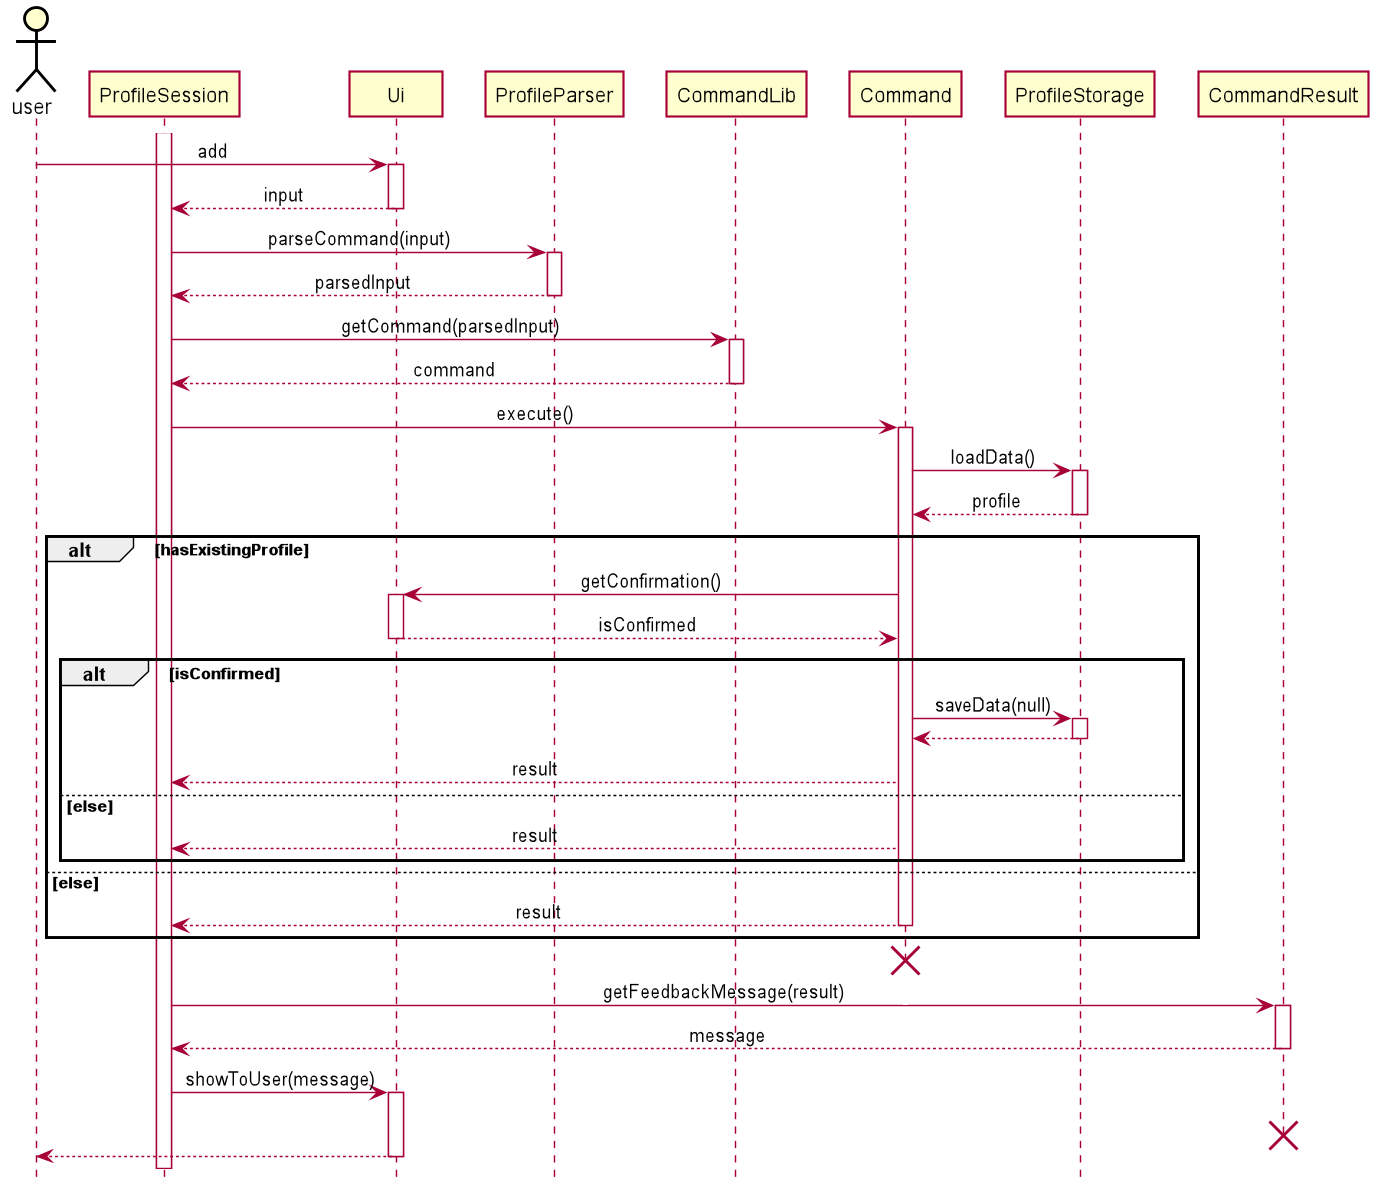 user
ProfileSession
Ui
ProfileParser
CommandLib
Command
ProfileStorage
CommandResult
add
input
parseCommand(input)
parsedInput
getCommand(parsedInput)
command
execute()
loadData()
profile
alt [hasExistingProfile]
getConfirmation()
isConfirmed
alt [isConfirmed]
saveData(null)
result
[else]
result
[else]
result
getFeedbackMessage(result)
message
showToUser(message)